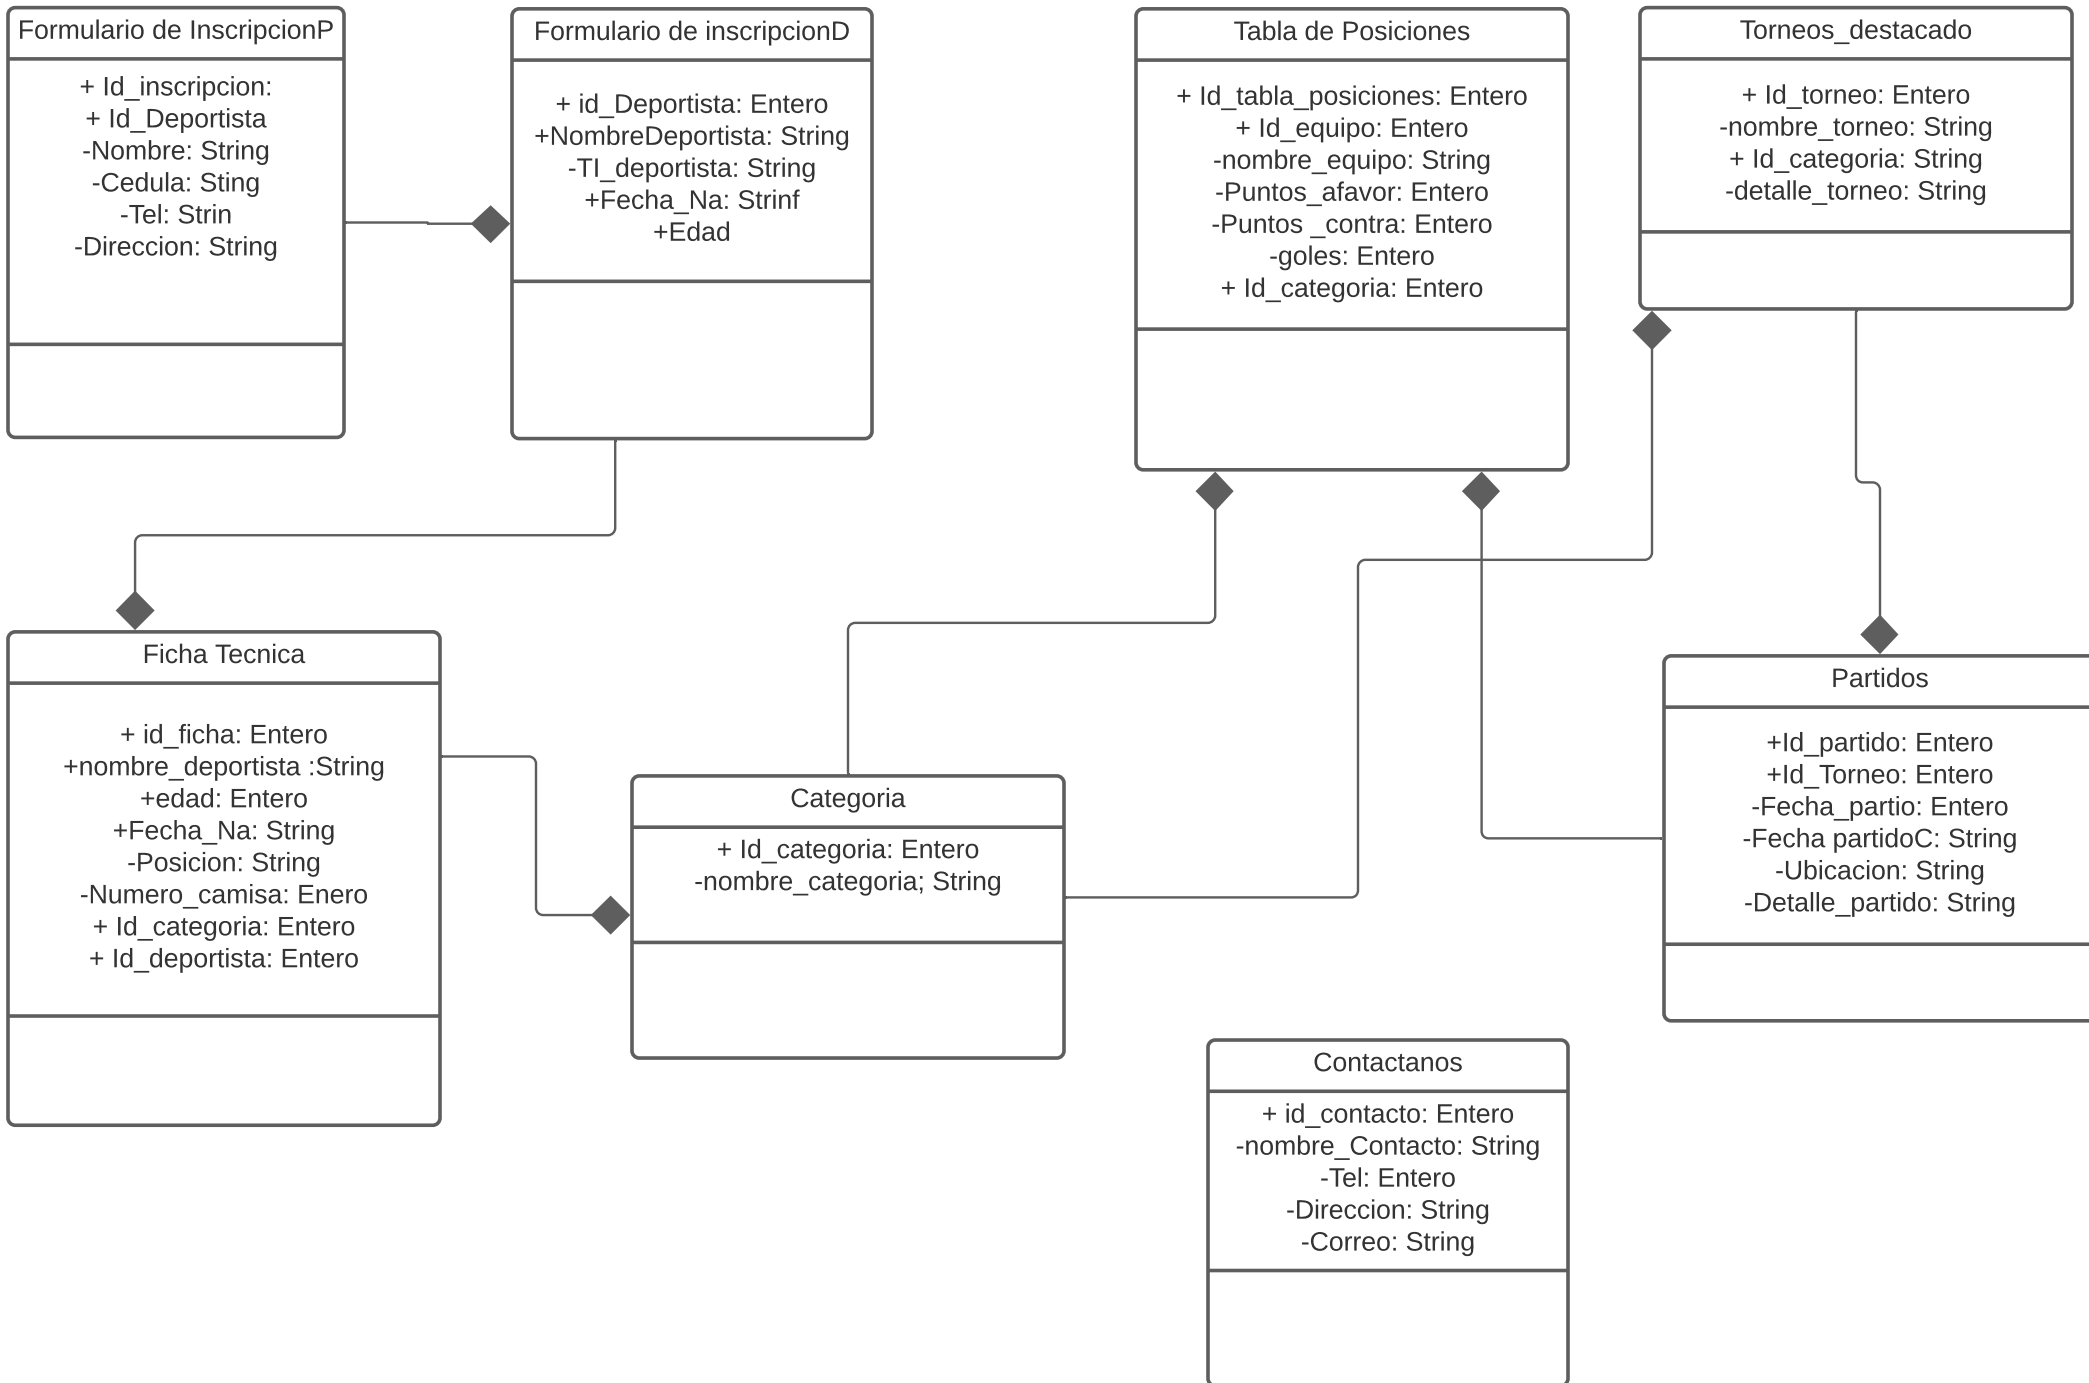 Formulario de InscripcionP
+ Id_inscripcion:
+ Id_Deportista
-Nombre: String
-Cedula: Sting
-Tel: Strin
-Direccion: String
Formulario de inscripcionD
+ id_Deportista: Entero
+NombreDeportista: String
-TI_deportista: String
+Fecha_Na: Strinf
+Edad
Tabla de Posiciones
+ Id_tabla_posiciones: Entero
+ Id_equipo: Entero
-nombre_equipo: String
-Puntos_afavor: Entero
-Puntos _contra: Entero
-goles: Entero
+ Id_categoria: Entero
Torneos_destacado
+ Id_torneo: Entero
-nombre_torneo: String
+ Id_categoria: String
-detalle_torneo: String
Ficha Tecnica
+ id_ficha: Entero
+nombre_deportista :String
+edad: Entero
+Fecha_Na: String
-Posicion: String
-Numero_camisa: Enero
+ Id_categoria: Entero
+ Id_deportista: Entero
Categoria
+ Id_categoria: Entero
-nombre_categoria; String
Partidos
+Id_partido: Entero
+Id_Torneo: Entero
-Fecha_partio: Entero
-Fecha partidoC: String
-Ubicacion: String
-Detalle_partido: String
Contactanos
+ id_contacto: Entero
-nombre_Contacto: String
-Tel: Entero
-Direccion: String
-Correo: String